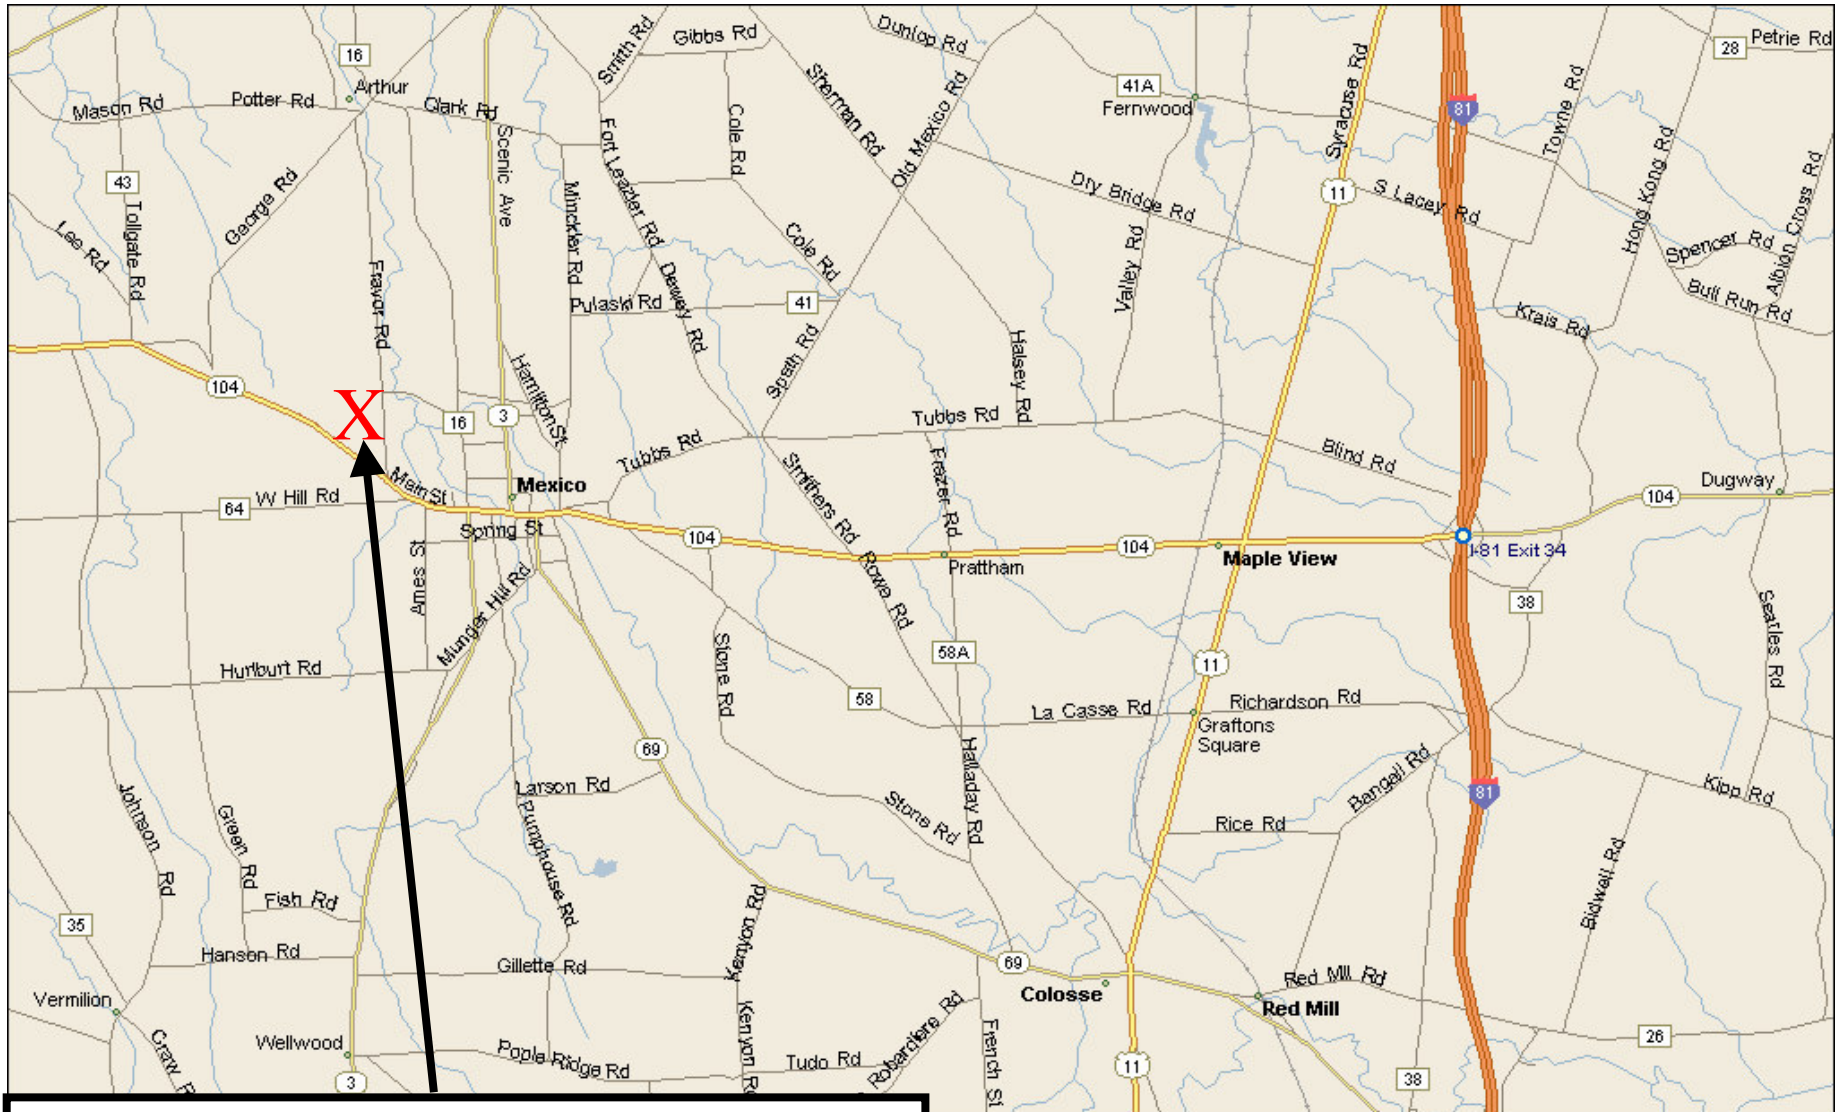 16
Arthur
Mason Rd
Potter Rd
Clark Rd
Smith Rd
Gibbs Rd
Dunlop Rd
41A
Fernwood
Syracuse Rd
81
28
Petrie Rd
Towne Rd
Scenic Ave
Fort Leazier Rd
Cole Rd
Sherman Rd
Old Mexico Rd
43
Tollgate Rd
George Rd
Lee Rd
Minckler Rd
Dry Bridge Rd
11
S Lacey Rd
Hong Kong Rd
Albion Cross Rd
Spencer Rd
Bull Run Rd
Krais Rd
Valley Rd
Cole Rd
Dewey Rd
Pulaski Rd
41
Fravor Rd
Spath Rd
Halsey Rd
104
X
16
3
Hamilton St
Tubbs Rd
Tubbs Rd
Blind Rd
Main St
Mexico
64
W Hill Rd
Spring St
Smithers Rd
Frazer Rd
104
Dugway
104
104
Prattham
Maple View
I-81 Exit 34
Ames St
Munger Hill Rd
Rowe Rd
38
Seatles Rd
Hurlburt Rd
Stone Rd
58A
58
11
La Casse Rd
Richardson Rd
Graftons
Square
69
Larson Rd
Halladay Rd
Stone Rd
Bangall Rd
81
Kipp Rd
Rice Rd
Johnson Rd
Green Rd
Pumphouse Rd
Bidwell Rd
Fish Rd
35
Hanson Rd
Gillette Rd
Kenyon Rd
69
Colosse
Red Mill Rd
Red Mill
Vermilion
Craw R
Wellwood
3
Popla Ridge Rd
Kenyon Rd
Tudo Rd
Robardiere Rd
French St
11
38
26